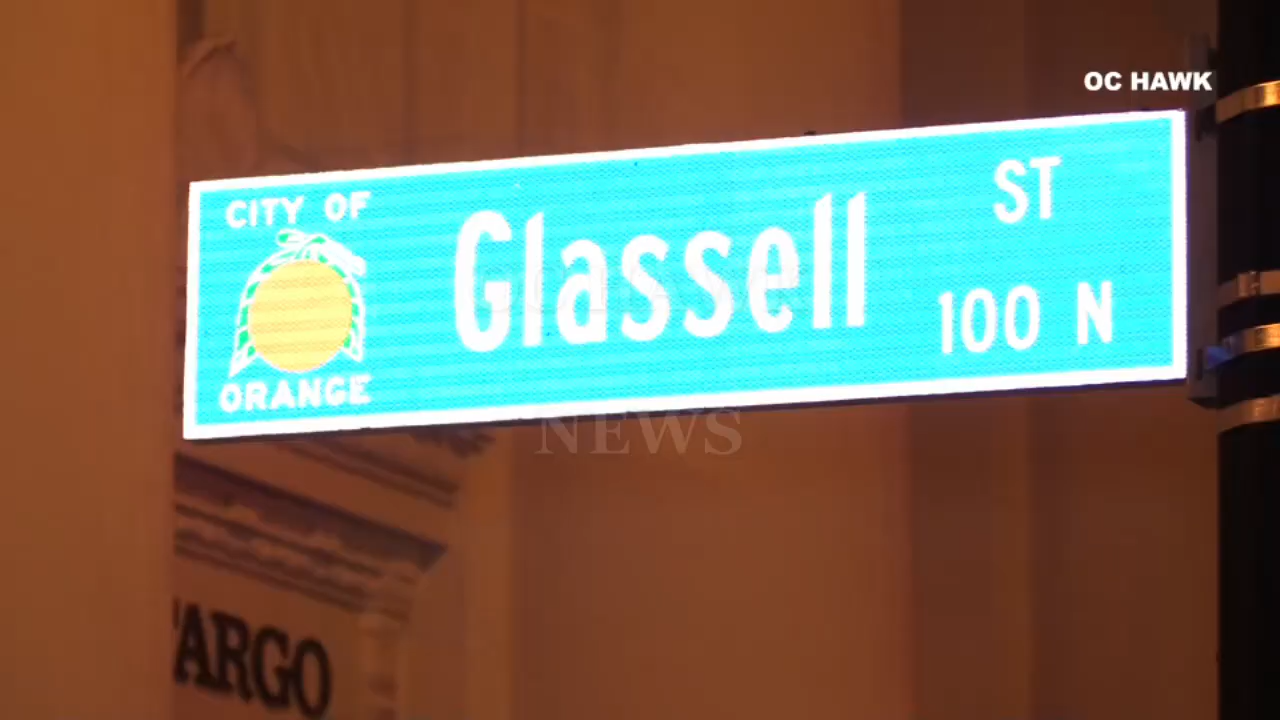 OC HAWK
CITY OF
ORANGE
Glassell
ST
100 N
NEWS
ARGO